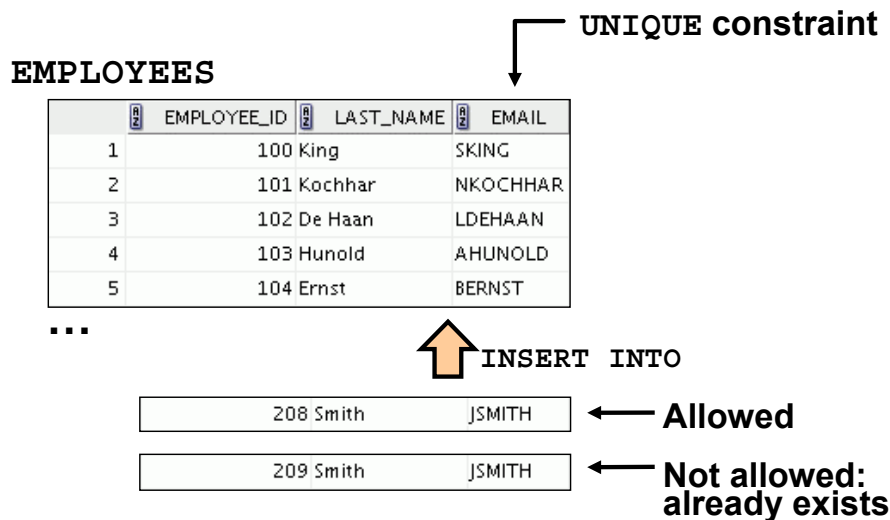 UNIQUE constraint
EMPLOYEES
EMPLOYEE_ID LAST_NAME EMAIL
1 100 King SKING
2 101 Kochhar NKOCHHAR
3 102 De Haan LDEHAAN
4 103 Hunold AHUNOLD
5 104 Ernst BERNST
...
INSERT INTO
208 Smith JSMITH Allowed
209 Smith JSMITH Not allowed:
already exists